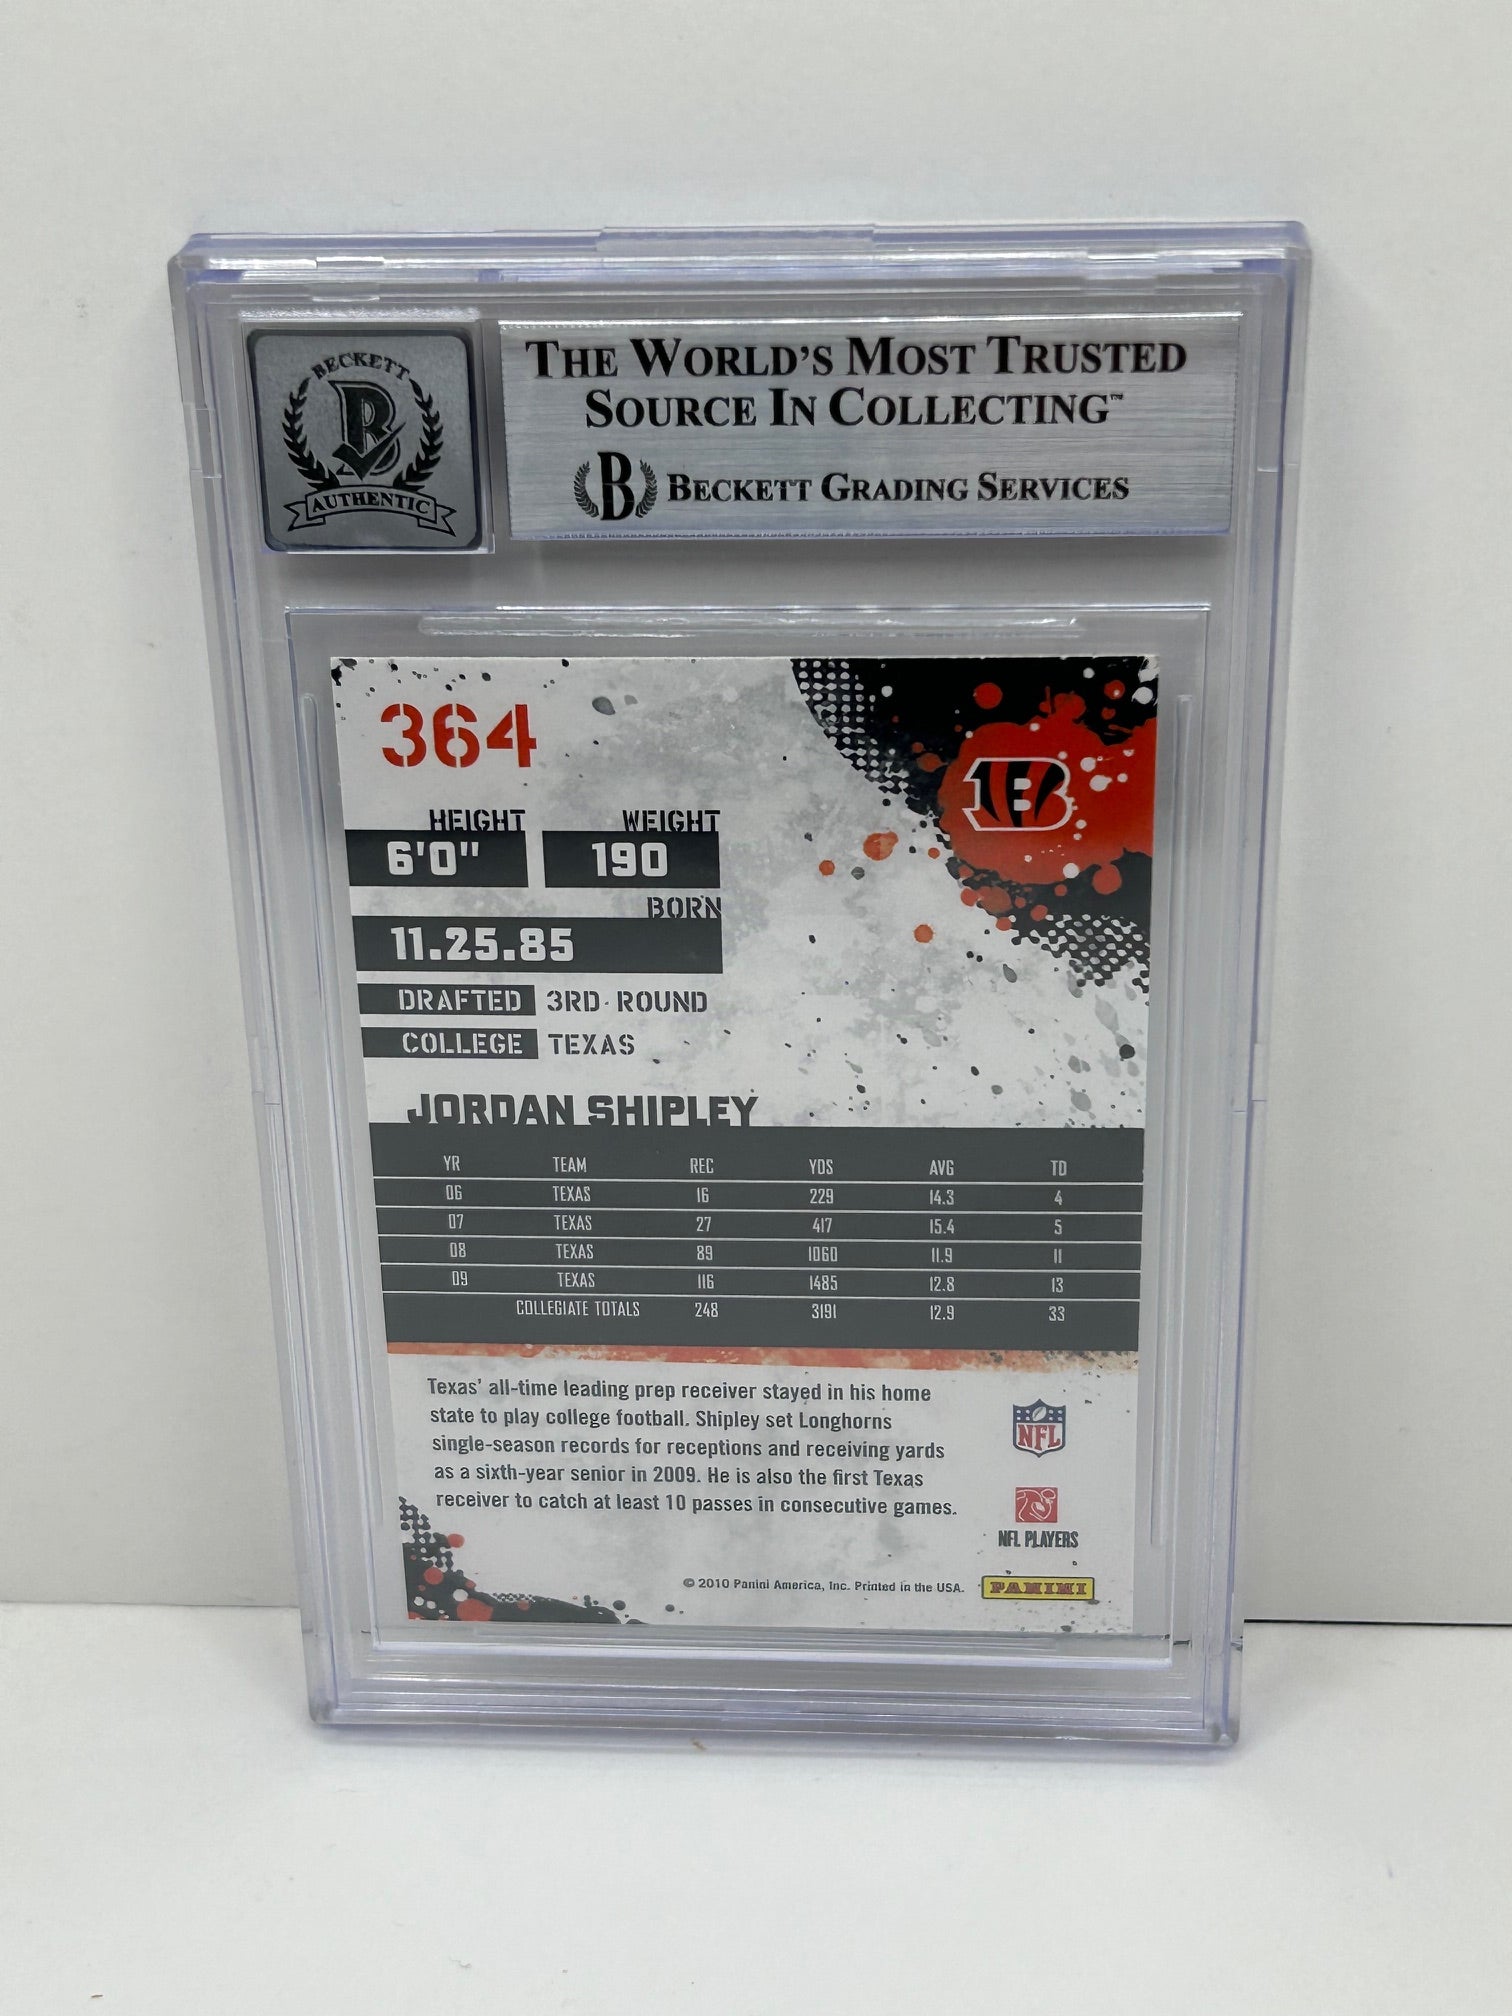 BECKETT
AUTHENTIC
THE WORLD'S MOST TRUSTED
SOURCE IN COLLECTING™
B BECKETT GRADING SERVICES
364
B
HEIGHT WEIGHT
6'0" 190
BORN
11.25.85
DRAFTED 3RD ROUND
COLLEGE TEXAS
JORDAN SHIPLEY
YR TEAM REC YDS AVG TD
06 TEXAS 16 229 14.3 4
07 TEXAS 27 417 15.4 5
08 TEXAS 89 1060 11.9 11
09 TEXAS 116 1485 12.8 13
COLLEGIATE TOTALS 248 3191 12.9 33
Texas' all-time leading prep receiver stayed in his home
state to play college football. Shipley set Longhorns
single-season records for receptions and receiving yards
as a sixth-year senior in 2009. He is also the first Texas
receiver to catch at least 10 passes in consecutive games.
NFL
NFL PLAYERS
© 2010 Panini America, Inc. Printed in the USA.
PANINI